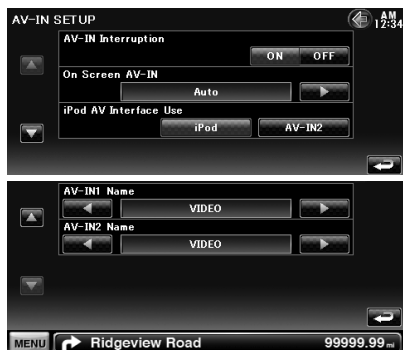 AV-IN SETUP
AM
12:34
AV-IN Interruption
ON OFF
On Screen AV-IN
Auto
iPod AV Interface Use
iPod AV-IN2
AV-IN1 Name
VIDEO
AV-IN2 Name
VIDEO
MENU Ridgeview Road 99999.99 mi